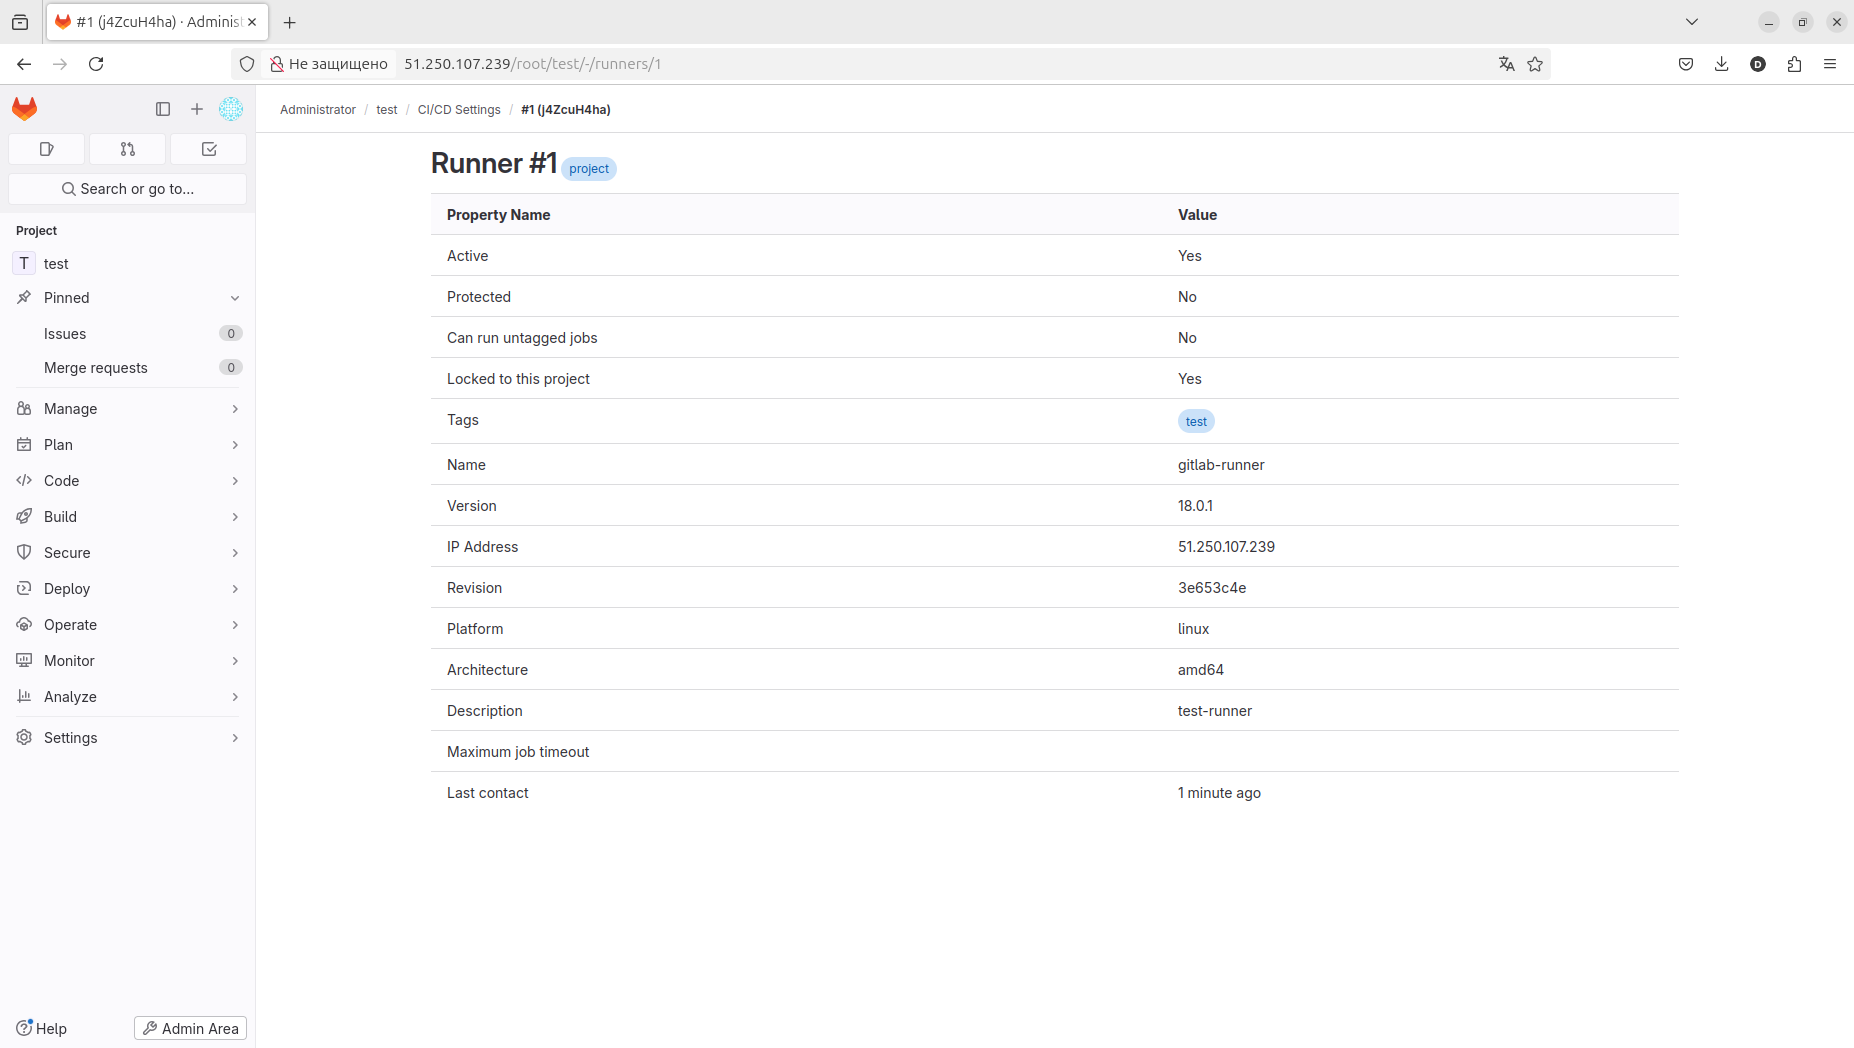 #1 (j4ZcuH4ha) · Adminis
Не защищено 51.250.107.239/root/test/-/runners/1
D
Search or go to...
Project
T test
Pinned
Issues 0
Merge requests 0
Manage
Plan
Code
Build
Secure
Deploy
Operate
Monitor
Analyze
Settings
Help
Admin Area
Administrator / test / CI/CD Settings / #1 (j4ZcuH4ha)
Runner #1 project
Property Name Value
Active Yes
Protected No
Can run untagged jobs No
Locked to this project Yes
Tags test
Name gitlab-runner
Version 18.0.1
IP Address 51.250.107.239
Revision 3e653c4e
Platform linux
Architecture amd64
Description test-runner
Maximum job timeout
Last contact 1 minute ago